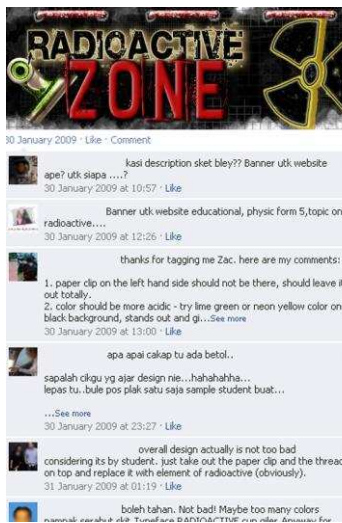 RADIOACTIVE
ZONE
30 January 2009 · Like · Comment
kasi description sket bley?? Banner utk website
ape? utk siapa ....?
30 January 2009 at 10:57 · Like
Banner utk website educational, physic form 5,topic on
radioactive....
30 January 2009 at 12:26 · Like
thanks for tagging me Zac. here are my comments:
1. paper clip on the left hand side should not be there, should leave it
out totally.
2. color should be more acidic - try lime green or neon yellow color on
black background, stands out and gi...See more
30 January 2009 at 13:00 · Like
apa apai cakap tu ada betol..
sapalah cikgu yg ajar design nie...hahahahha...
lepas tu..bule pos plak satu saja sample student buat...
...See more
30 January 2009 at 23:27 · Like
overall design actually is not too bad
considering its by student. just take out the paper clip and the thread
on top and replace it with element of radioactive (obviously).
31 January 2009 at 01:19 · Like
boleh tahan. Not bad! Maybe too many colors
nampak serabut skit. Typeface RADIOACTIVE cun giler. Anyway for